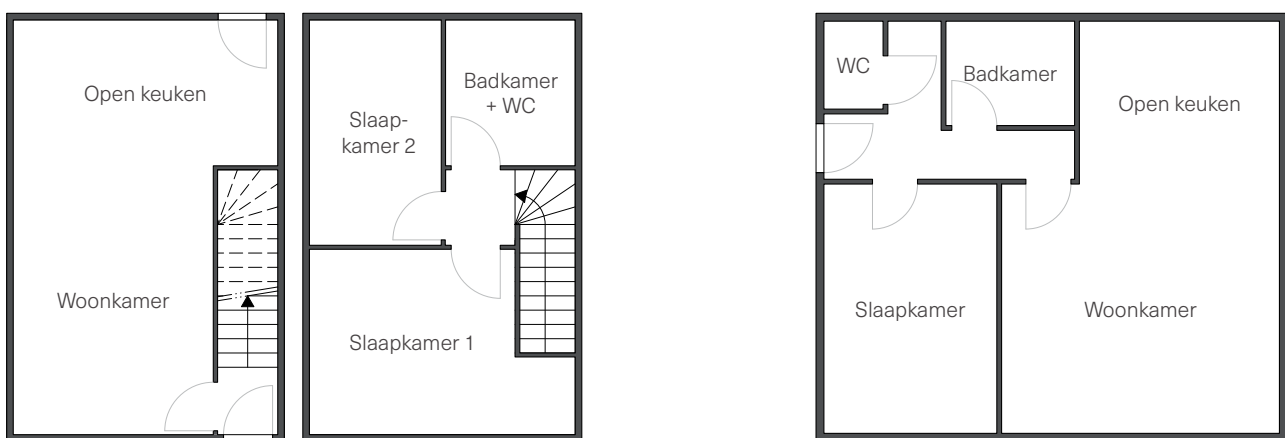 Open keuken
Woonkamer
Slaap-
kamer 2
Badkamer
+ WC
Slaapkamer 1
WC
Badkamer
Open keuken
Slaapkamer
Woonkamer